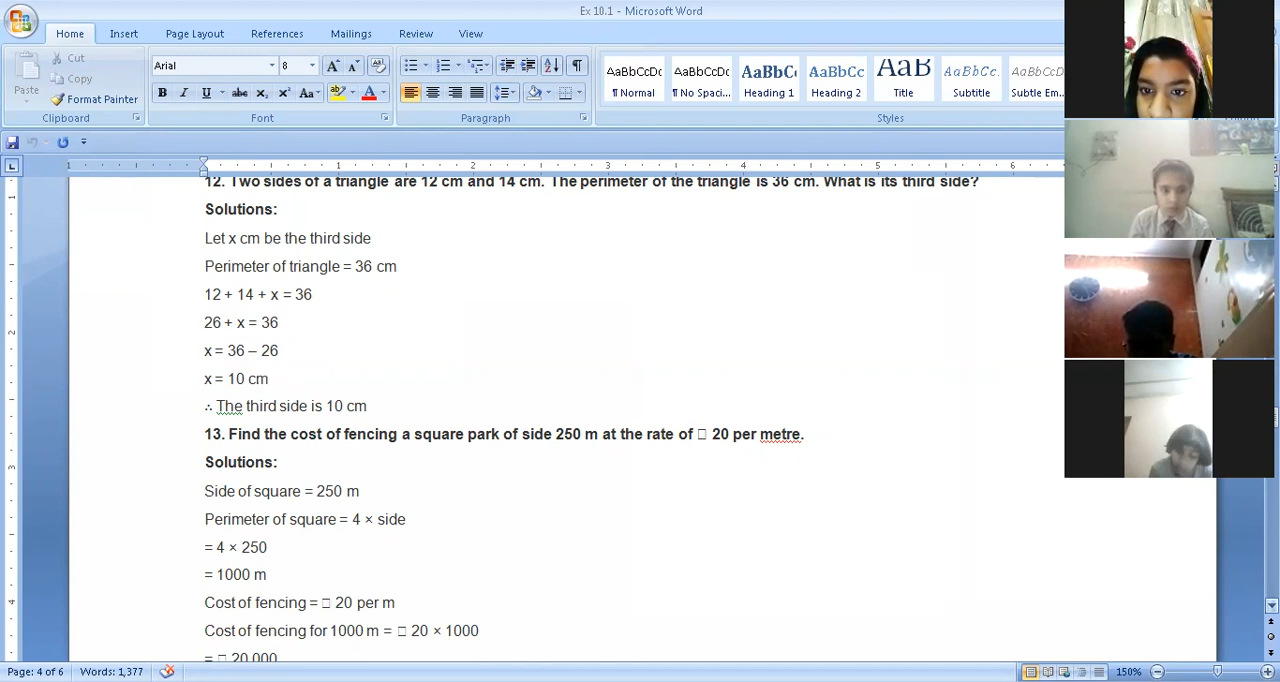 Ex 10.1 - Microsoft Word
Home Insert Page Layout References Mailings Review View
Paste
Cut
Copy
Format Painter
Clipboard
Arial 8
Font
Paragraph
AaBbCcDc AaBbCcDc AaBbC AaBbCc AaB AaBbCc. AaBbCcD
¶ Normal ¶ No Spaci... Heading 1 Heading 2 Title Subtitle Subtle Em...
Styles
12. Two sides of a triangle are 12 cm and 14 cm. The perimeter of the triangle is 36 cm. What is its third side?
Solutions:
Let x cm be the third side
Perimeter of triangle = 36 cm
12 + 14 + x = 36
26 + x = 36
x = 36 – 26
x = 10 cm
∴ The third side is 10 cm
13. Find the cost of fencing a square park of side 250 m at the rate of □ 20 per metre.
Solutions:
Side of square = 250 m
Perimeter of square = 4 × side
= 4 × 250
= 1000 m
Cost of fencing = □ 20 per m
Cost of fencing for 1000 m = □ 20 × 1000
= □ 20,000
Page: 4 of 6 Words: 1,377 150%